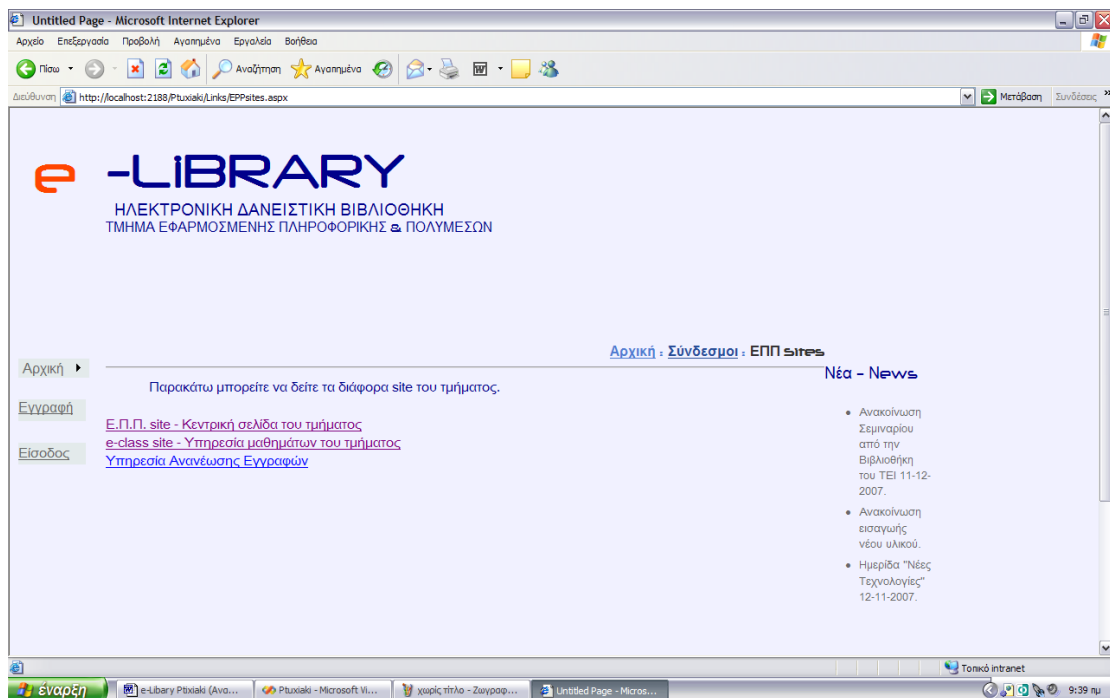 Untitled Page - Microsoft Internet Explorer
Αρχείο Επεξεργασία Προβολή Αγαπημένα Εργαλεία Βοήθεια
Πίσω Αναζήτηση Αγαπημένα
Διεύθυνση http://localhost:2188/Ptuxiaki/Links/EPPsites.aspx Μετάβαση Συνδέσεις »
e -LiBRARY
ΗΛΕΚΤΡΟΝΙΚΗ ΔΑΝΕΙΣΤΙΚΗ ΒΙΒΛΙΟΘΗΚΗ
ΤΜΗΜΑ ΕΦΑΡΜΟΣΜΕΝΗΣ ΠΛΗΡΟΦΟΡΙΚΗΣ & ΠΟΛΥΜΕΣΩΝ
Αρχική : Σύνδεσμοι : ΕΠΠ sites
Αρχική
Εγγραφή
Είσοδος
Παρακάτω μπορείτε να δείτε τα διάφορα site του τμήματος.
Ε.Π.Π. site - Κεντρική σελίδα του τμήματος
e-class site - Υπηρεσία μαθημάτων του τμήματος
Υπηρεσία Ανανέωσης Εγγραφών
Νέα - News
Ανακοίνωση
Σεμιναρίου
από την
Βιβλιοθήκη
του ΤΕΙ 11-12-
2007.
Ανακοίνωση
εισαγωγής
νέου υλικού.
Ημερίδα "Νέες
Τεχνολογίες"
12-11-2007.
Τοπικό intranet
έναρξη e-Libary Ptixiaki (Ανα... Ptuxiaki - Microsoft Vi... χωρίς τίτλο - Ζωγραφ... Untitled Page - Micros... 9:39 πμ